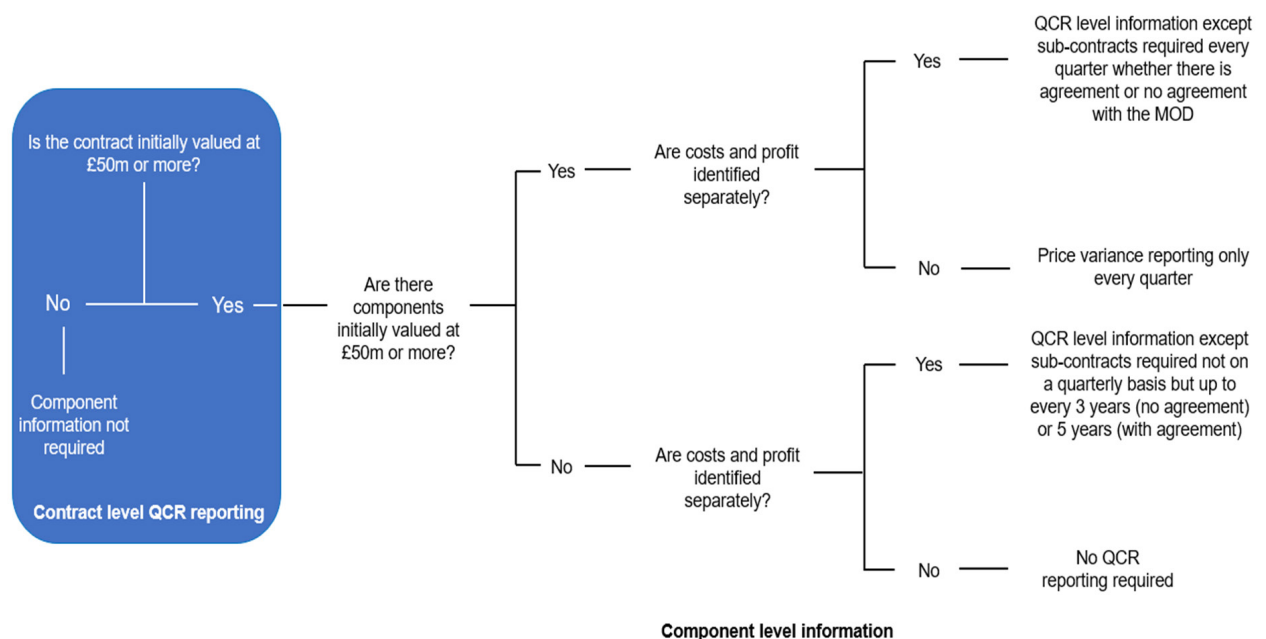 Is the contract initially valued at
£50m or more?
No
Yes
Component
information not
required
Contract level QCR reporting
Are there
components
initially valued at
£50m or more?
Yes
Are costs and profit
identified
separately?
Yes
QCR level information except
sub-contracts required every
quarter whether there is
agreement or no agreement
with the MOD
No
Price variance reporting only
every quarter
No
Are costs and profit
identified
separately?
Yes
QCR level information except
sub-contracts required not on
a quarterly basis but up to
every 3 years (no agreement)
or 5 years (with agreement)
No
No QCR
reporting required
Component level information